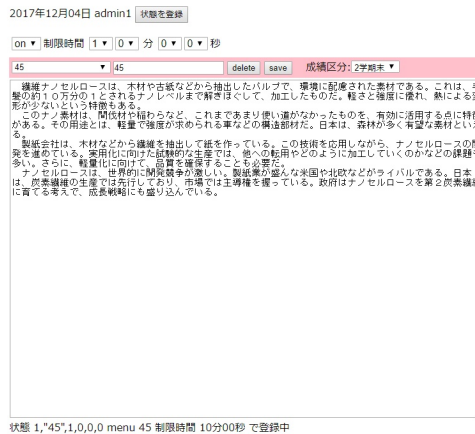 2017年12月04日 admin1 状態を登録
on 制限時間 1 0 分 0 0 秒
45 45 delete save 成績区分: 2学期末
繊維ナノセルロースは、木材や古紙などから抽出したパルプで、環境に配慮された素材である。これは、毛
髪の約10万分の1とされるナノレベルまで解きほぐして、加工したものだ。軽さと強度に優れ、熱による変
形が少ないという特徴もある。
このナノ素材は、間伐材や稲わらなど、これまであまり使い道がなかったものを、有効に活用する点に特徴
がある。その用途とは、軽量で強度が求められる車などの構造部材だ。日本は、森林が多く有望な素材といえ
る。
製紙会社は、木材などから繊維を抽出して紙を作っている。この技術を応用しながら、ナノセルロースの開
発を進めている。実用化に向けた試験的な生産では、他への転用やどのように加工していくのかなどの課題も
多い。さらに、軽量化に向けて、品質を確保することも必要だ。
ナノセルロースは、世界的に開発競争が激しい。製紙業が盛んな米国や北欧などがライバルである。日本
は、炭素繊維の生産では先行しており、市場では主導権を握っている。政府はナノセルロースを第2炭素繊維
に育てる考えで、成長戦略にも盛り込んでいる。
状態 1,"45",1,0,0,0 menu 45 制限時間 10分00秒 で登録中